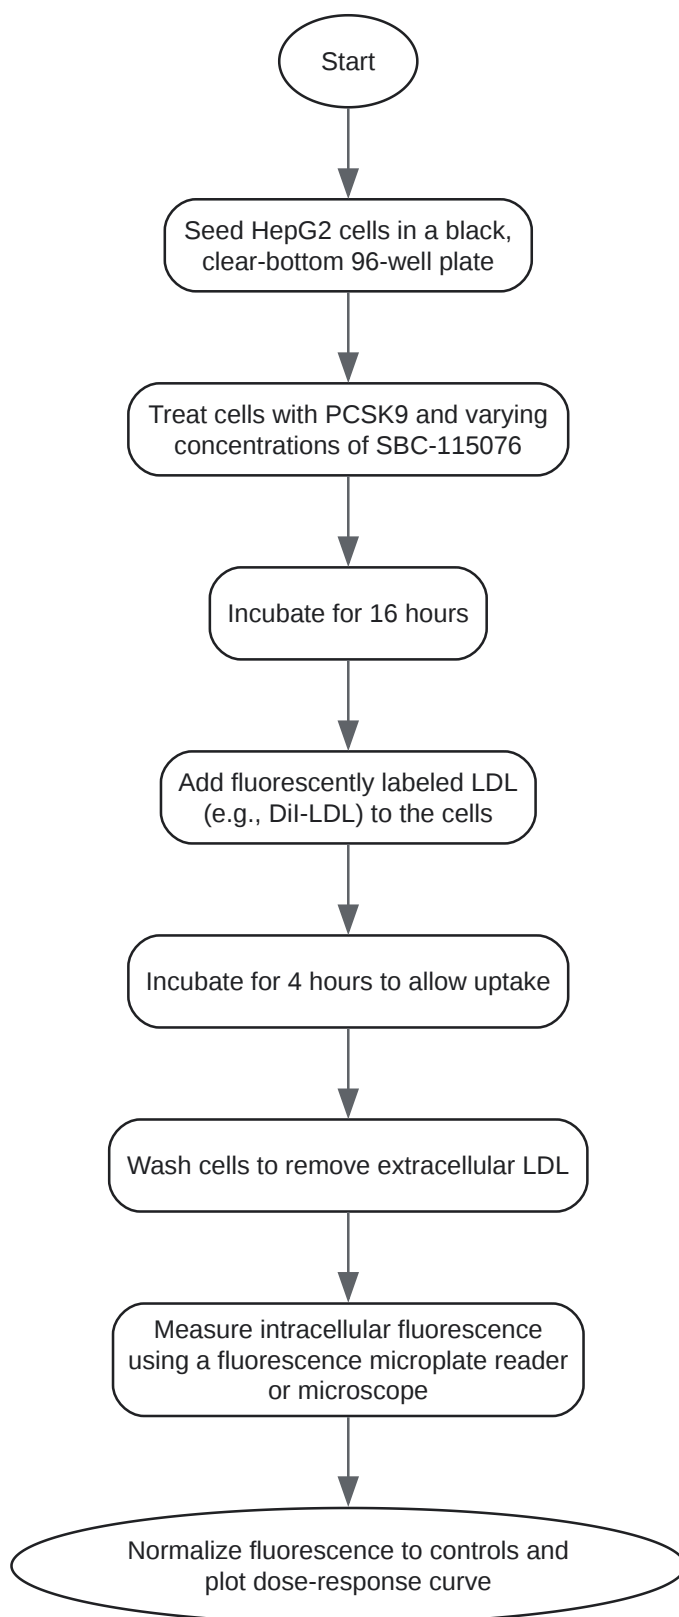 Start
Seed HepG2 cells in a black,
clear-bottom 96-well plate
Treat cells with PCSK9 and varying
concentrations of SBC-115076
Incubate for 16 hours
Add fluorescently labeled LDL
(e.g., DiI-LDL) to the cells
Incubate for 4 hours to allow uptake
Wash cells to remove extracellular LDL
Measure intracellular fluorescence
using a fluorescence microplate reader
or microscope
Normalize fluorescence to controls and
plot dose-response curve